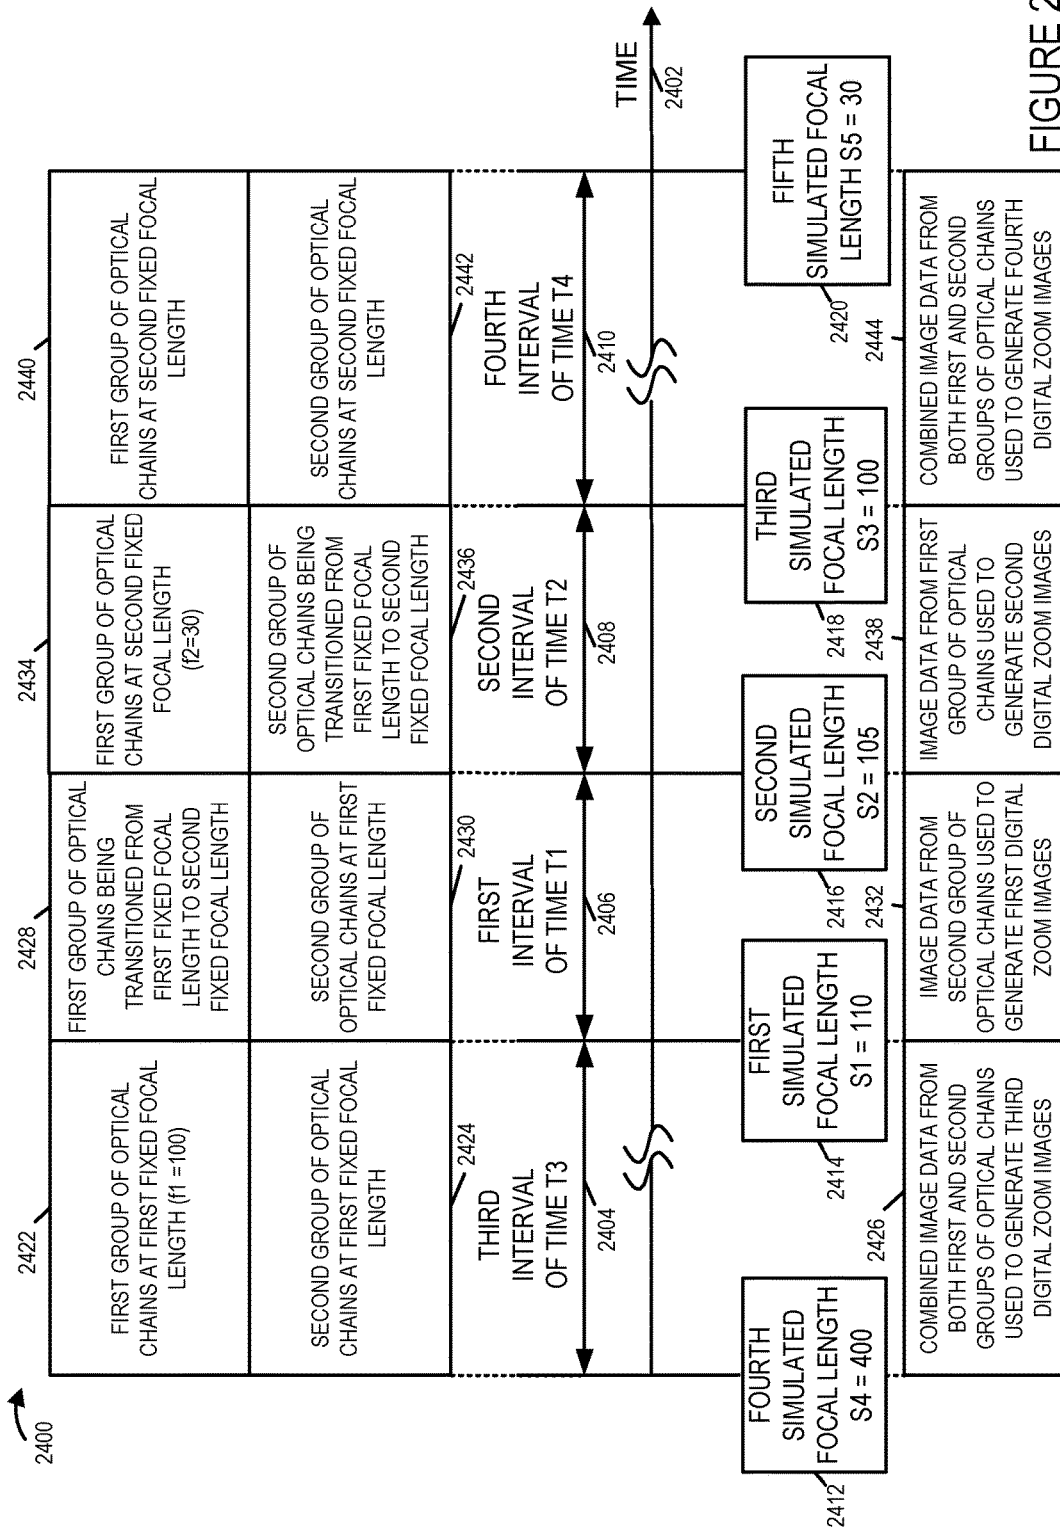 2400
2422
2428
2434
2440
FIRST GROUP OF OPTICAL
CHAINS AT FIRST FIXED FOCAL
LENGTH (f1 =100)
FIRST GROUP OF OPTICAL
CHAINS BEING
TRANSITIONED FROM
FIRST FIXED FOCAL
LENGTH TO SECOND
FIXED FOCAL LENGTH
FIRST GROUP OF OPTICAL
CHAINS AT SECOND FIXED
FOCAL LENGTH
(f2=30)
FIRST GROUP OF OPTICAL
CHAINS AT SECOND FIXED FOCAL
LENGTH
SECOND GROUP OF OPTICAL
CHAINS AT FIRST FIXED FOCAL
LENGTH
SECOND GROUP OF
OPTICAL CHAINS AT FIRST
FIXED FOCAL LENGTH
SECOND GROUP OF
OPTICAL CHAINS BEING
TRANSITIONED FROM
FIRST FIXED FOCAL
LENGTH TO SECOND
FIXED FOCAL LENGTH
SECOND GROUP OF OPTICAL
CHAINS AT SECOND FIXED FOCAL
LENGTH
2424
2430
2436
2442
THIRD
INTERVAL
OF TIME T3
FIRST
INTERVAL
OF TIME T1
SECOND
INTERVAL
OF TIME T2
FOURTH
INTERVAL
OF TIME T4
2404
2406
2408
2410
TIME
2402
FOURTH
SIMULATED
FOCAL LENGTH
S4 = 400
FIRST
SIMULATED
FOCAL LENGTH
S1 = 110
SECOND
SIMULATED
FOCAL LENGTH
S2 = 105
THIRD
SIMULATED
FOCAL LENGTH
S3 = 100
FIFTH
SIMULATED FOCAL
LENGTH S5 = 30
2412
2414
2416
2418
2420
2426
2432
2438
2444
COMBINED IMAGE DATA FROM
BOTH FIRST AND SECOND
GROUPS OF OPTICAL CHAINS
USED TO GENERATE THIRD
DIGITAL ZOOM IMAGES
IMAGE DATA FROM
SECOND GROUP OF
OPTICAL CHAINS USED TO
GENERATE FIRST DIGITAL
ZOOM IMAGES
IMAGE DATA FROM FIRST
GROUP OF OPTICAL
CHAINS USED TO
GENERATE SECOND
DIGITAL ZOOM IMAGES
COMBINED IMAGE DATA FROM
BOTH FIRST AND SECOND
GROUPS OF OPTICAL CHAINS
USED TO GENERATE FOURTH
DIGITAL ZOOM IMAGES
FIGURE 2